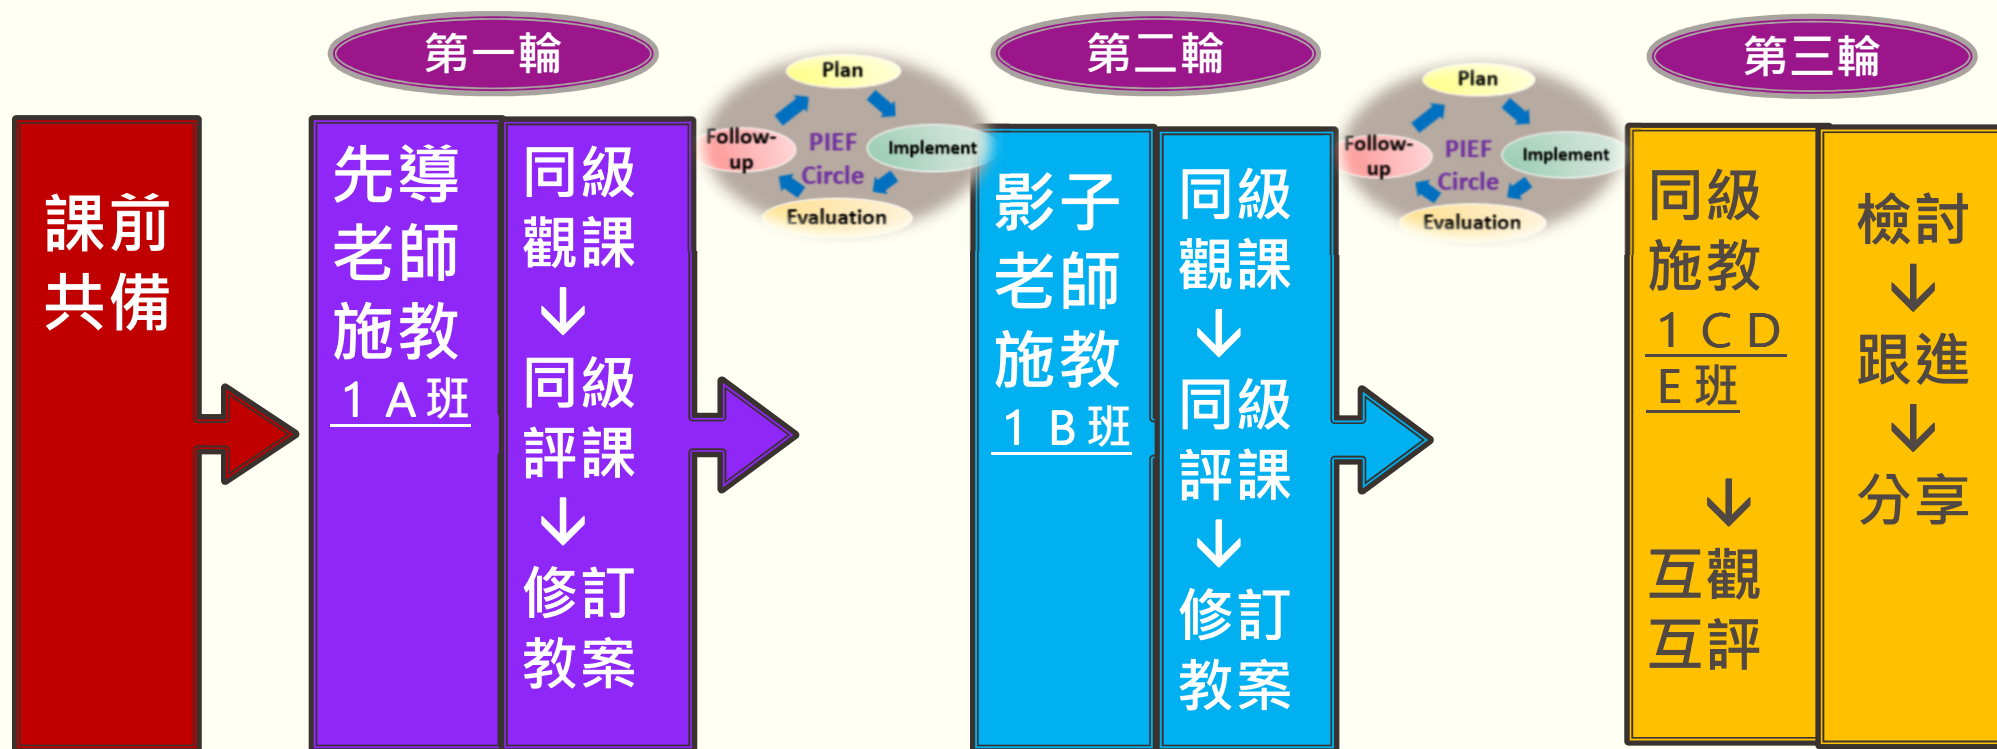 第一輪
第二輪
第三輪
課前
共備
先導
老師
施教
１Ａ班
同級
觀課
↓
同級
評課
↓
修訂
教案
Plan
Implement
Evaluation
Follow-
up
PIEF
Circle
影子
老師
施教
１Ｂ班
同級
觀課
↓
同級
評課
↓
修訂
教案
Plan
Implement
Evaluation
Follow-
up
PIEF
Circle
同級
施教
１ＣＤ
Ｅ班
↓
互觀
互評
檢討
↓
跟進
↓
分享